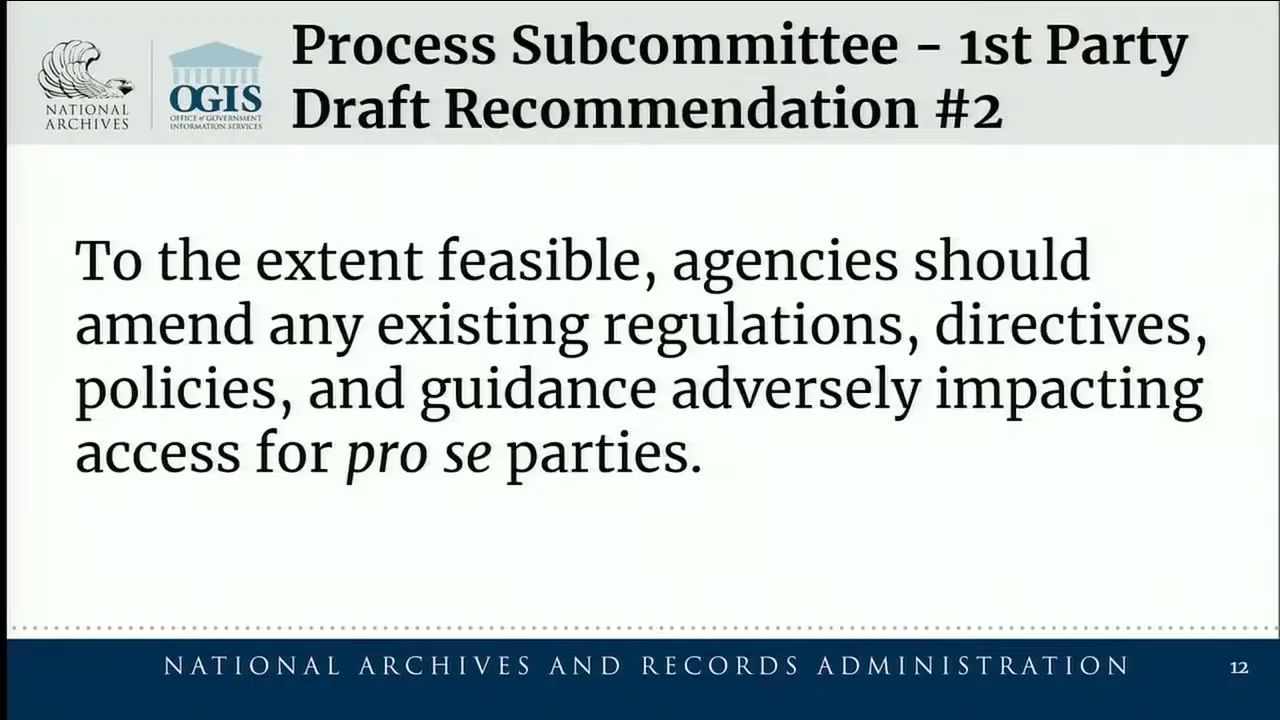 Process Subcommittee - 1st Party
Draft Recommendation #2
NATIONAL
ARCHIVES
OGIS
OFFICE of GOVERNMENT
INFORMATION SERVICES
To the extent feasible, agencies should
amend any existing regulations, directives,
policies, and guidance adversely impacting
access for pro se parties.
NATIONAL ARCHIVES AND RECORDS ADMINISTRATION
12